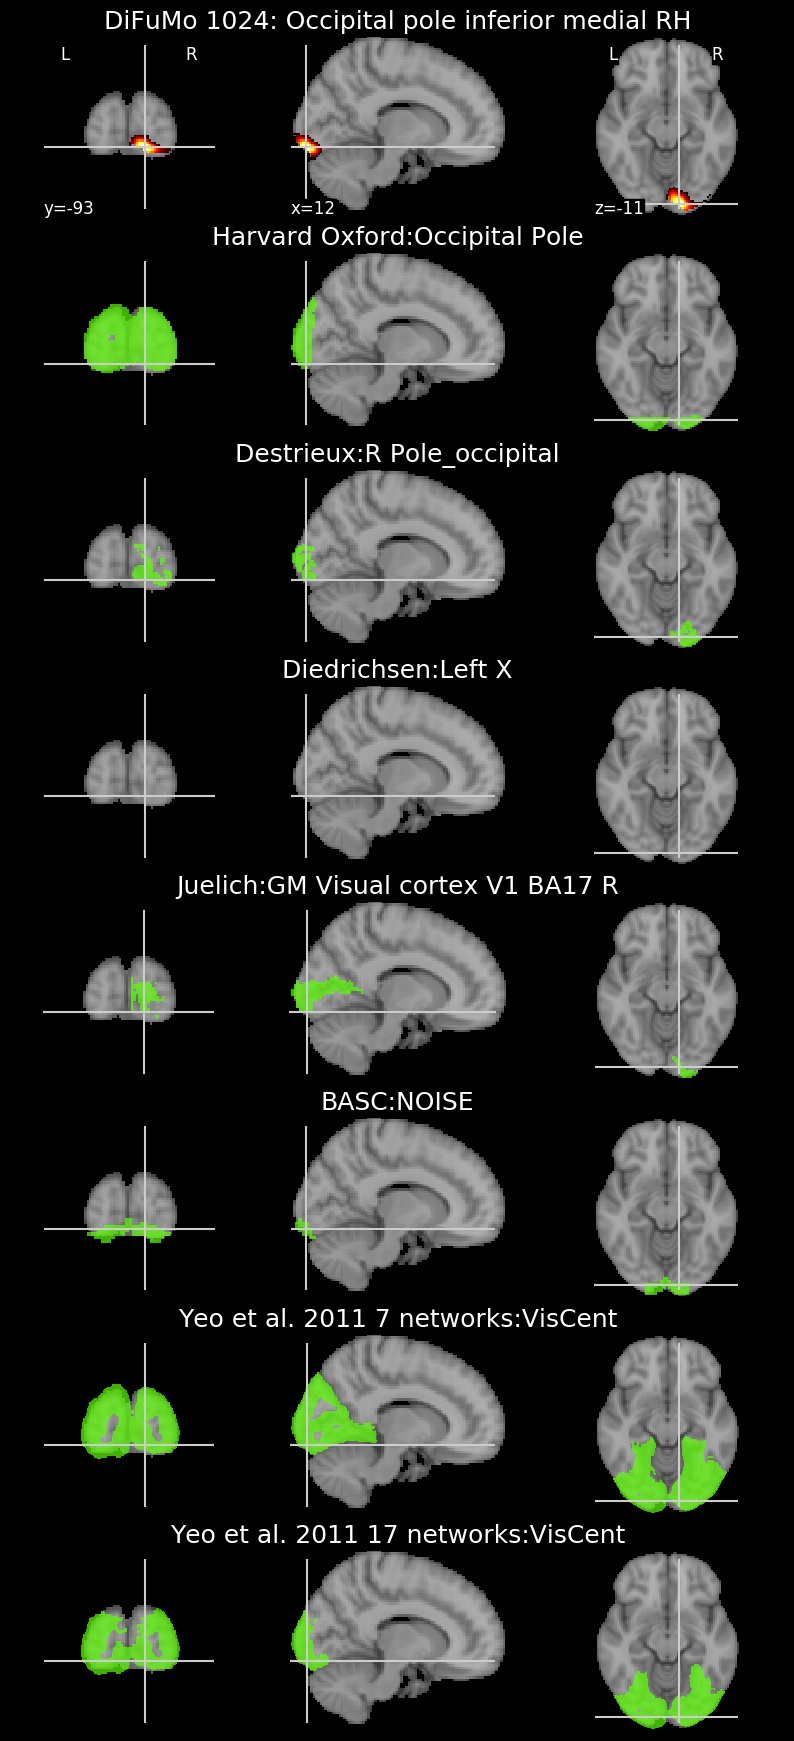 DiFuMo 1024: Occipital pole inferior medial RH
L R L R
y=-93 x=12 z=-11
Harvard Oxford:Occipital Pole
Destrieux:R Pole_occipital
Diedrichsen:Left X
Juelich:GM Visual cortex V1 BA17 R
BASC:NOISE
Yeo et al. 2011 7 networks:VisCent
Yeo et al. 2011 17 networks:VisCent